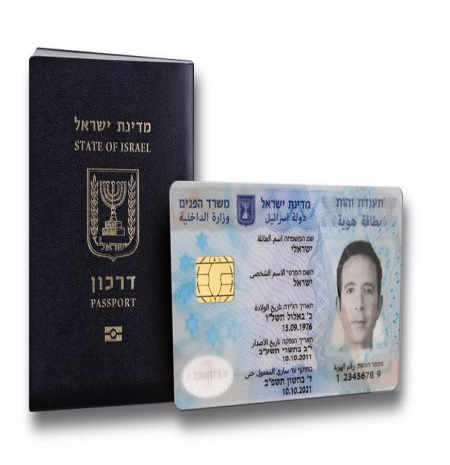 מדינת ישראל
STATE OF ISRAEL
ישראל
דרכון
PASSPORT
משרד הפנים
وزارة الداخلية
מדינת ישראל
دولة اسرائيل
תעודת זהות
بطاقة هوية
שם המשפחה اسم العائلة
ישראלי
השם הפרטי الاسم الشخصي
ישראל
תאריך הלידה تاريخ الولادة
כ' באלול תשל"ו
15.09.1976
תאריך הנפקה تاريخ الاصدار
י"ב בתשרי תשע"ב
10.10.2011
בתוקף עד ساري المفعول حتى
ד' בחשון תשפ"ב
10.10.2021
מספר הזהות رقم الهوية
1 2345678 9